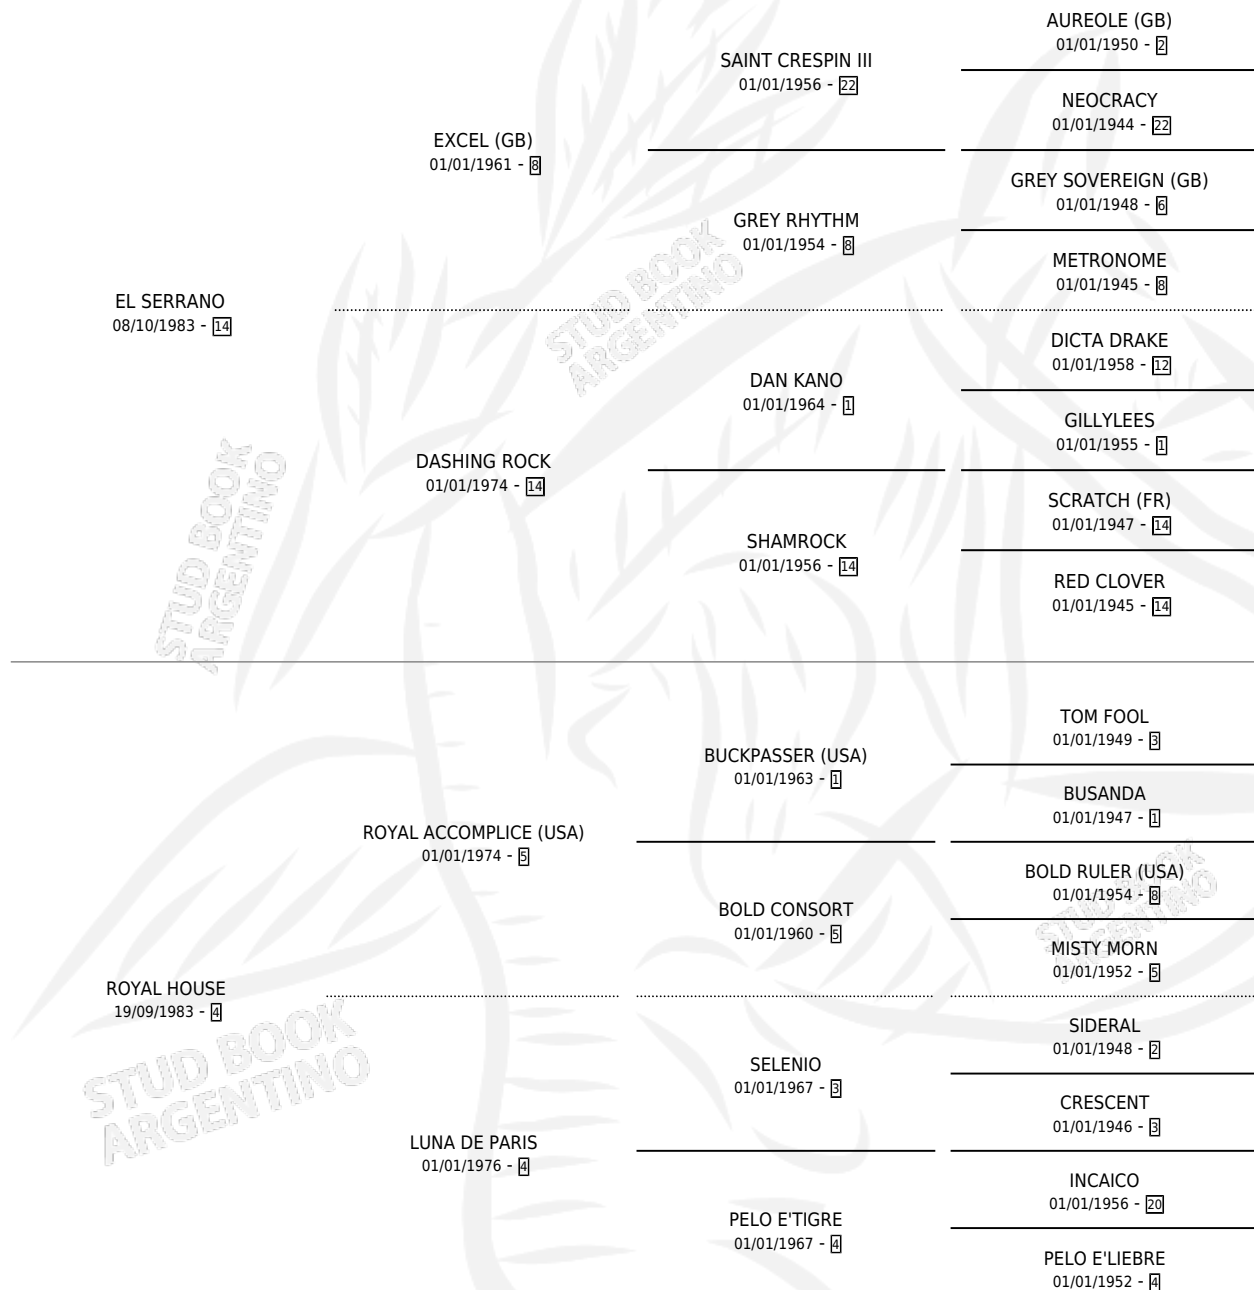 AUREOLE (GB)
01/01/1950 - 2
SAINT CRESPIN III
01/01/1956 - 22
NEOCRACY
01/01/1944 - 22
EXCEL (GB)
01/01/1961 - 8
GREY SOVEREIGN (GB)
01/01/1948 - 6
GREY RHYTHM
01/01/1954 - 8
METRONOME
01/01/1945 - 8
EL SERRANO
08/10/1983 - 14
STUD BOOK
ARGENTINO
DICTA DRAKE
01/01/1958 - 12
DAN KANO
01/01/1964 - 1
GILLYLEES
01/01/1955 - 1
DASHING ROCK
01/01/1974 - 14
STUD BOOK
ARGENTINO
SCRATCH (FR)
01/01/1947 - 14
SHAMROCK
01/01/1956 - 14
RED CLOVER
01/01/1945 - 14
TOM FOOL
01/01/1949 - 3
BUCKPASSER (USA)
01/01/1963 - 1
BUSANDA
01/01/1947 - 1
ROYAL ACCOMPLICE (USA)
01/01/1974 - 5
BOLD RULER (USA)
01/01/1954 - 8
STUD BOOK
ARGENTINO
BOLD CONSORT
01/01/1960 - 5
MISTY MORN
01/01/1952 - 5
ROYAL HOUSE
19/09/1983 - 4
STUD BOOK
ARGENTINO
SIDERAL
01/01/1948 - 2
SELENIO
01/01/1967 - 3
CRESCENT
01/01/1946 - 3
LUNA DE PARIS
01/01/1976 - 4
INCAICO
01/01/1956 - 20
PELO E'TIGRE
01/01/1967 - 4
PELO E'LIEBRE
01/01/1952 - 4